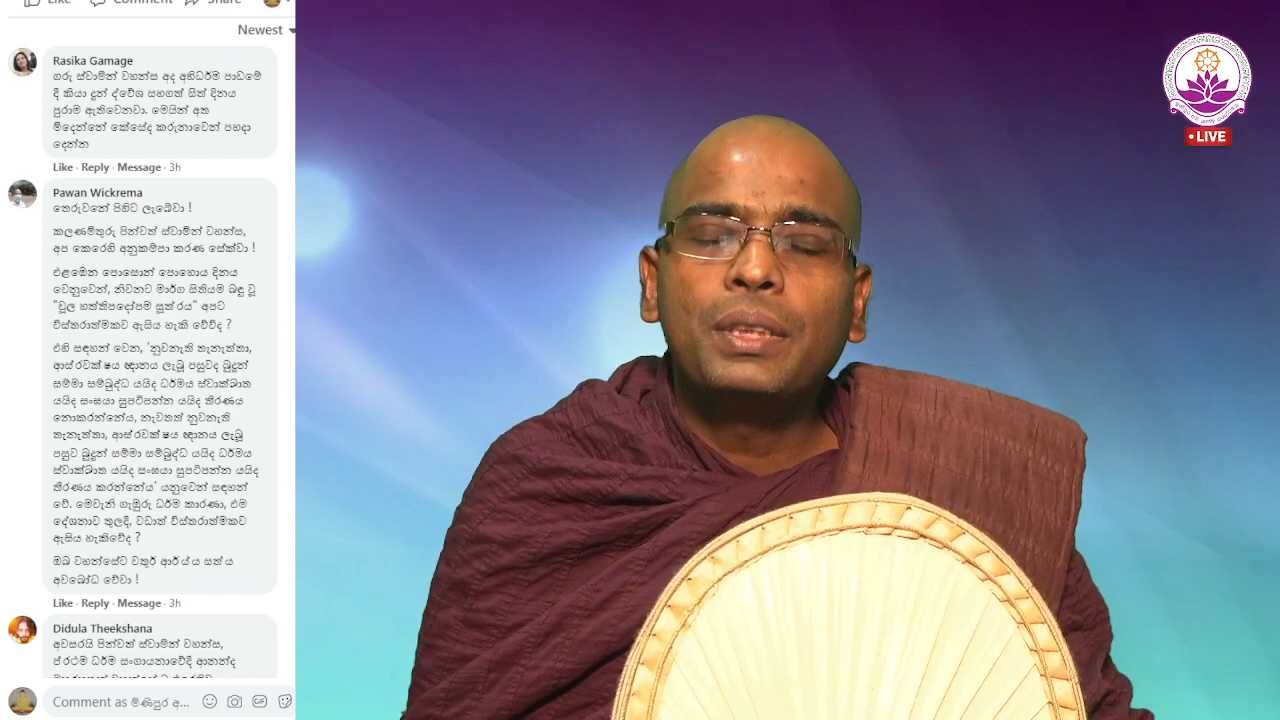 Like Comment Share
Newest
Rasika Gamage
ගරු ස්වාමීන් වහන්ස අද අභිධර්ම පාඩමේ
දී කියා දුන් ද්වේශ සහගත් සිත් දිනය
පුරාම ඇතිවෙනවා. මෙයින් අත
මිදෙන්නේ කේසේද කරුනාවෙන් පහදා
දෙන්න
Like · Reply · Message · 3h
Pawan Wickrema
තෙරුවනේ පිහිට ලැබේවා !
කලණමිතුරු පින්වත් ස්වාමීන් වහන්ස,
අප කෙරෙහි අනුකම්පා කරණ සේක්වා !
එළඹෙන පොසොන් පොහොය දිනය
වෙනුවෙන්, නිවනට මාර්ග සිතියම බඳු වූ
"චූල හත්තිපදෝපම සූත්‍රය" අපට
විස්තරාත්මකව ඇසිය හැකි වේවිද ?
එහි සඳහන් වෙන, 'නුවනැති තැනැත්තා,
ආස්රවක්ෂය ඥානය ලැබූ පසුවද බුදුන්
සම්මා සම්බුද්ධ යයිද ධර්මය ස්වාක්ඛාත
යයිද සංඝයා සුපටිපන්න යයිද තීරණය
නොකරන්නේය, නැවතත් නුවනැති
තැනැත්තා, ආස්රවක්ෂය ඥානය ලැබූ
පසුව බුදුන් සම්මා සම්බුද්ධ යයිද ධර්මය
ස්වාක්ඛාත යයිද සංඝයා සුපටිපන්න යයිද
තීරණය කරන්නේය' යනුවෙන් සඳහන්
වේ. මෙවැනි ගැඹුරු ධර්ම කාරණා, එම
දේශනාව තුලදී, වඩාත් විස්තරාත්මකව
ඇසිය හැකිවේද ?
ඔබ වහන්සේට චතුර් ආර්ය්ය සත්‍ය
අවබෝධ වේවා !
Like · Reply · Message · 3h
Didula Theekshana
අවසරයි පින්වත් ස්වාමීන් වහන්ස,
ප්‍රථම ධර්ම සංගායනාවේදී ආනන්ද
Comment as මිණිපුර අ...
GIF
• LIVE